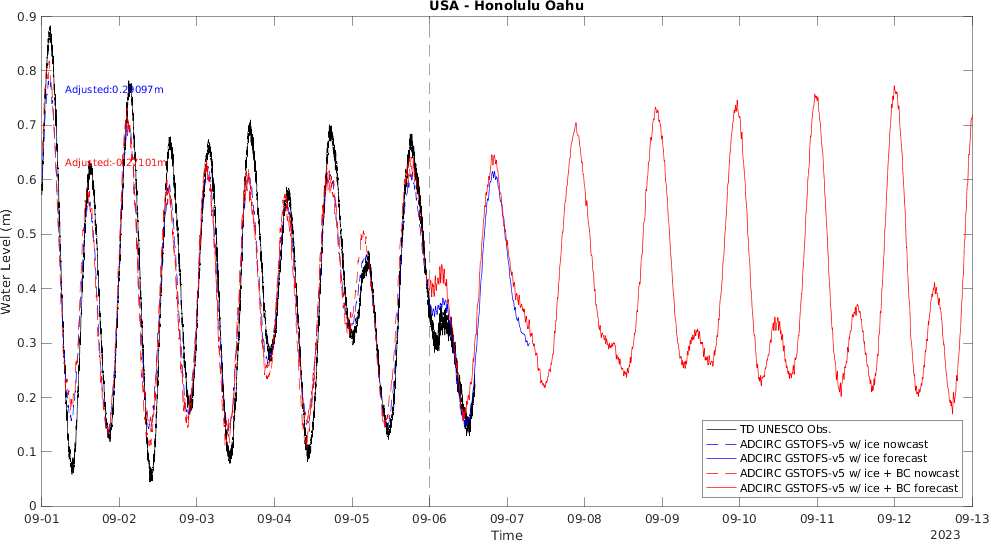 USA - Honolulu Oahu
Water Level (m)
0.9
0.8
0.7
0.6
0.5
0.4
0.3
0.2
0.1
0
Adjusted:0.29097m
TD UNESCO Obs.
ADCIRC GSTOFS-v5 w/ ice nowcast
ADCIRC GSTOFS-v5 w/ ice forecast
ADCIRC GSTOFS-v5 w/ ice + BC nowcast
ADCIRC GSTOFS-v5 w/ ice + BC forecast
09-01 09-02 09-03 09-04 09-05 09-06 09-07 09-08 09-09 09-10 09-11 09-12 09-13
Time
2023